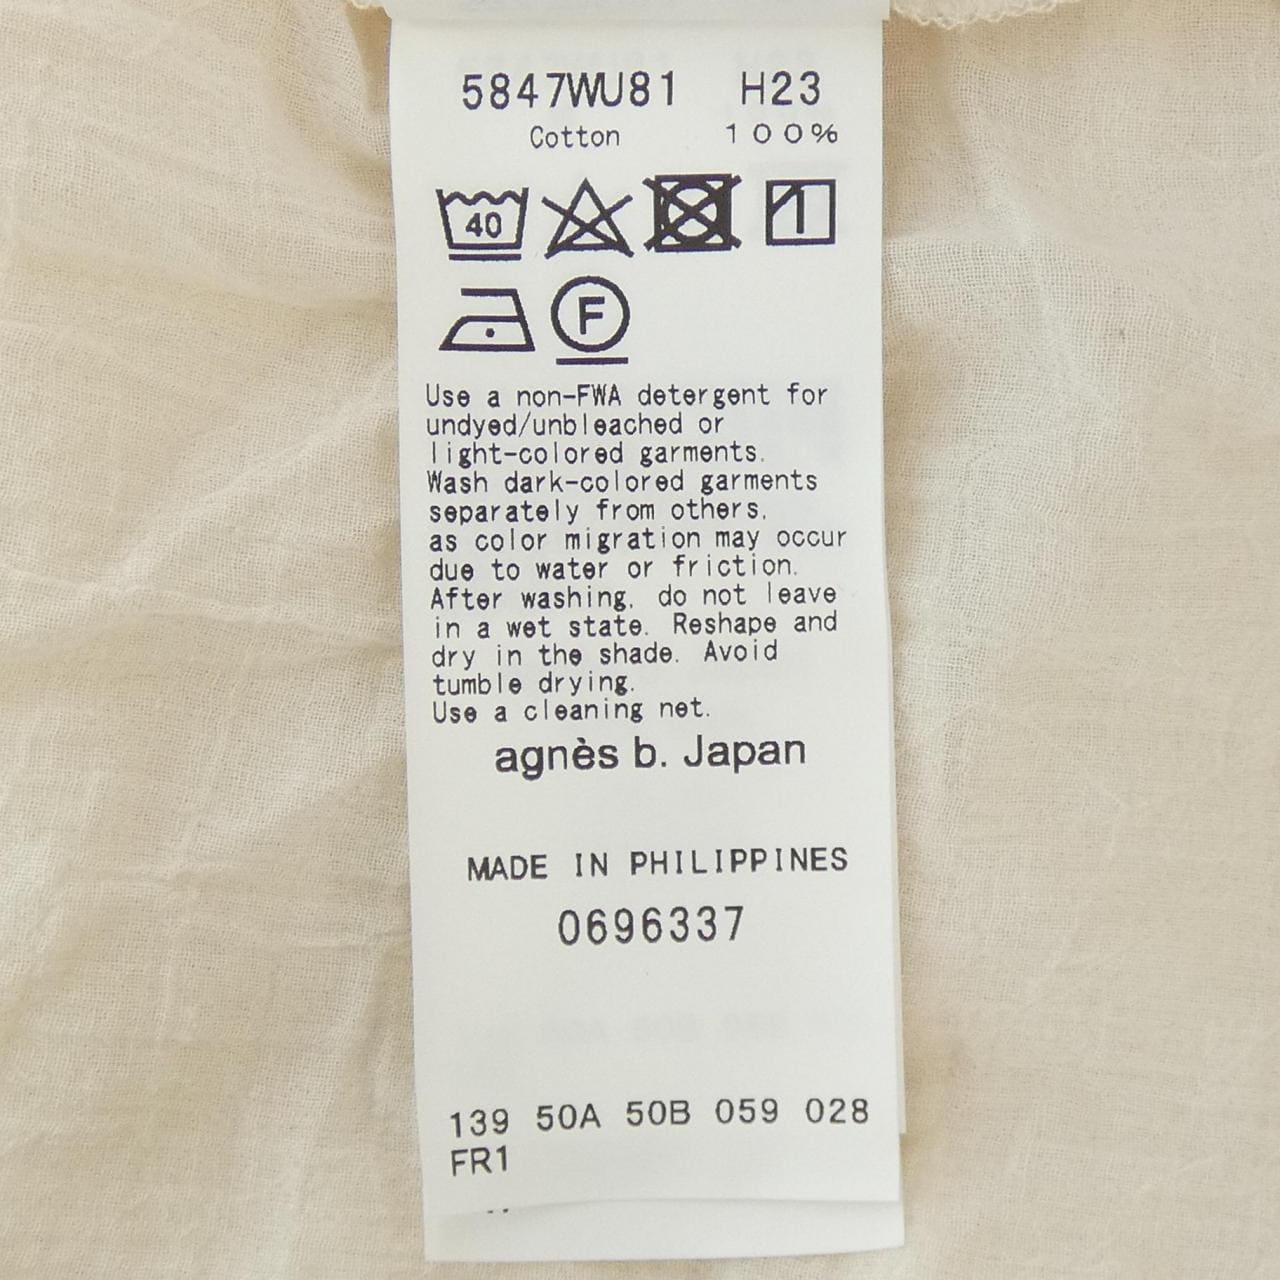 5847WU81 H23
Cotton 100%
40
F
Use a non-FWA detergent for
undyed/unbleached or
light-colored garments.
Wash dark-colored garments
separately from others,
as color migration may occur
due to water or friction.
After washing, do not leave
in a wet state. Reshape and
dry in the shade. Avoid
tumble drying.
Use a cleaning net.
agnès b. Japan
MADE IN PHILIPPINES
0696337
139 50A 50B 059 028
FR1